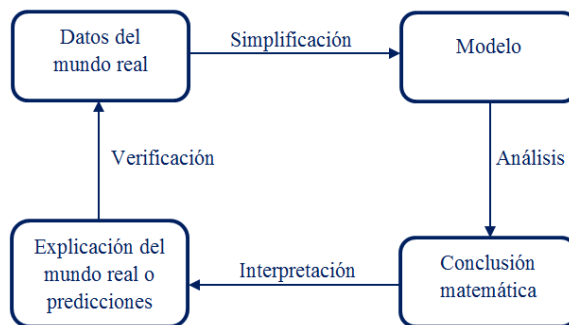 Datos del
mundo real
Simplificación
Modelo
Verificación
Análisis
Explicación del
mundo real o
predicciones
Interpretación
Conclusión
matemática